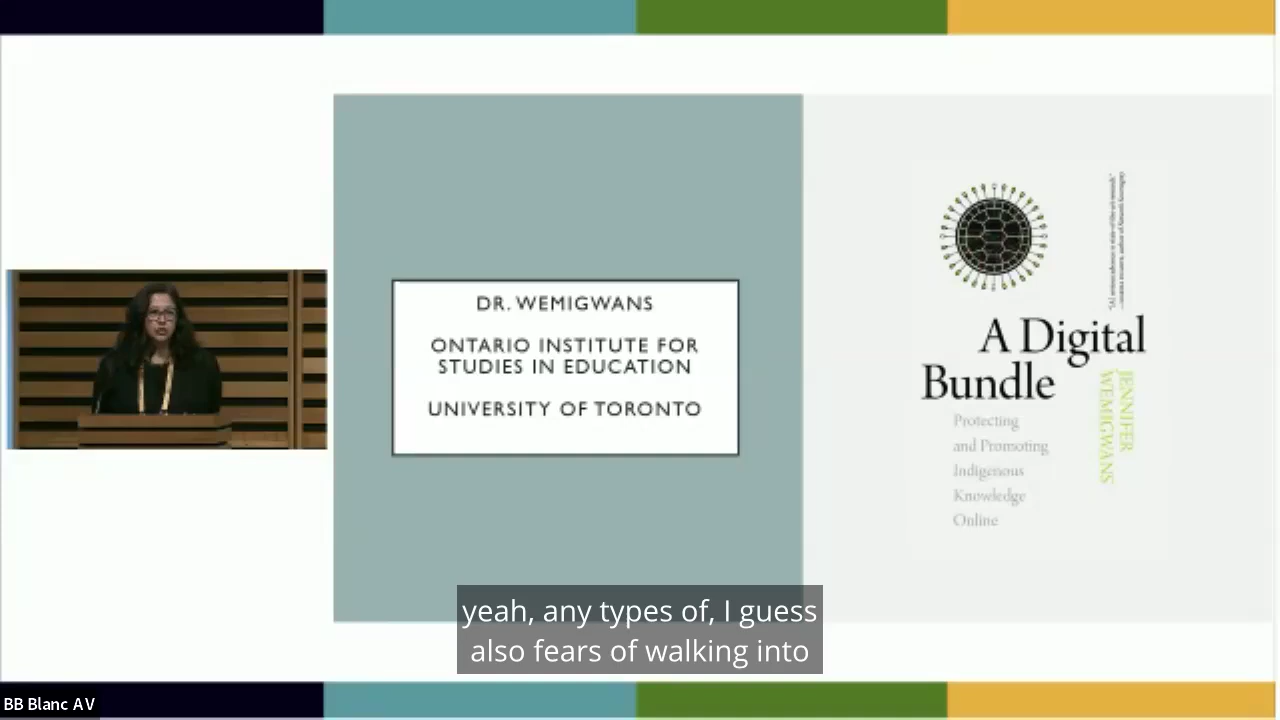 DR. WEMIGWANS
ONTARIO INSTITUTE FOR
STUDIES IN EDUCATION
UNIVERSITY OF TORONTO
A Digital
Bundle
Protecting
and Promoting
Indigenous
Knowledge
Online
JENNIFER
WEMIGWANS
yeah, any types of, I guess
also fears of walking into
BB Blanc AV